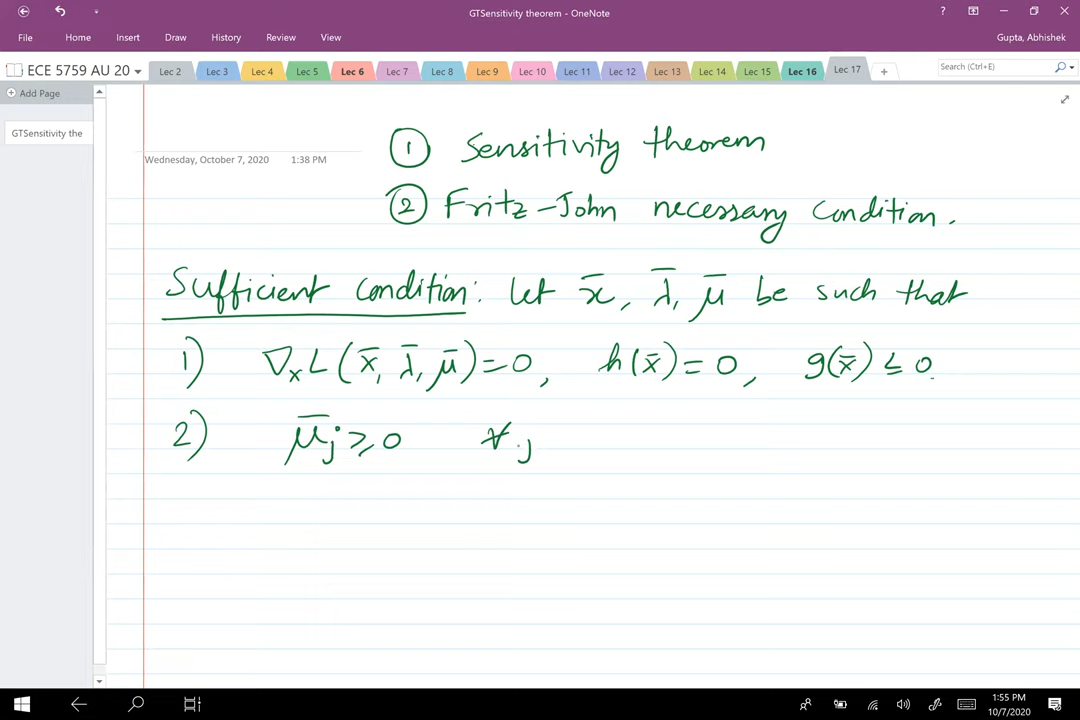 GTSensitivity theorem - OneNote
?
File Home Insert Draw History Review View
Gupta, Abhishek
ECE 5759 AU 20 Lec 2 Lec 3 Lec 4 Lec 5 Lec 6 Lec 7 Lec 8 Lec 9 Lec 10 Lec 11 Lec 12 Lec 13 Lec 14 Lec 15 Lec 16 Lec 17 + Search (Ctrl+E)
Add Page
GTSensitivity the
Wednesday, October 7, 2020 1:38 PM
① Sensitivity theorem
② Fritz-John necessary condition.
Sufficient condition: let x̄, λ̄, μ̄ be such that
1) ∇ₓL(x̄, λ̄, μ̄) = 0, h(x̄) = 0, g(x̄) ≤ 0.
2) μ̄ⱼ ≥ 0 ∀ j
1:55 PM
10/7/2020